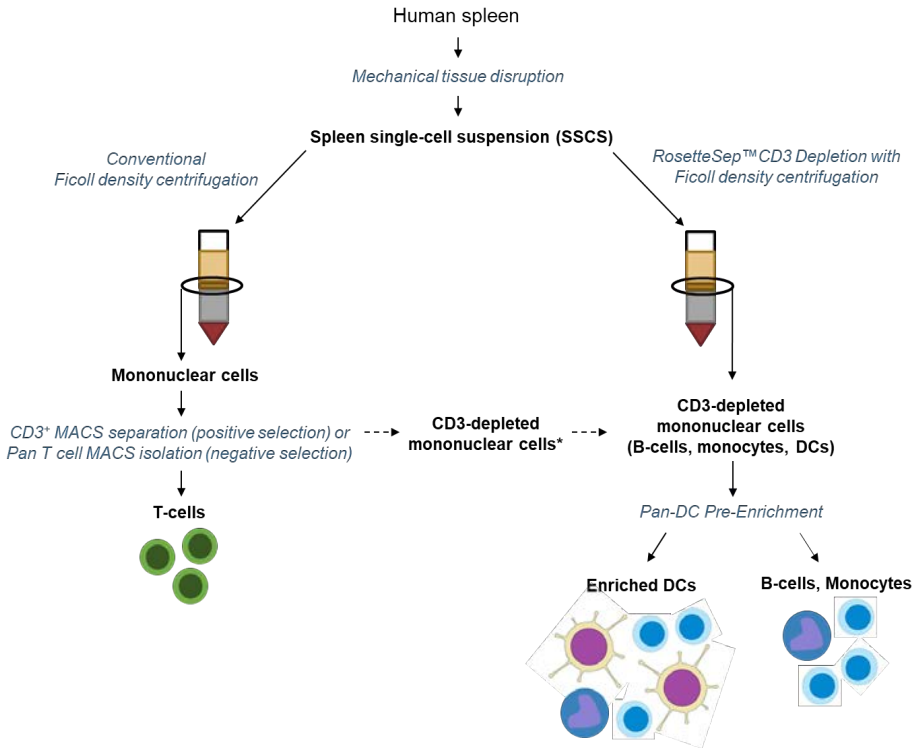 Human spleen
Mechanical tissue disruption
Spleen single-cell suspension (SSCS)
Conventional
Ficoll density centrifugation
RosetteSep™CD3 Depletion with
Ficoll density centrifugation
Mononuclear cells
CD3+ MACS separation (positive selection) or
Pan T cell MACS isolation (negative selection)
CD3-depleted
mononuclear cells*
CD3-depleted
mononuclear cells
(B-cells, monocytes, DCs)
T-cells
Pan-DC Pre-Enrichment
Enriched DCs
B-cells, Monocytes